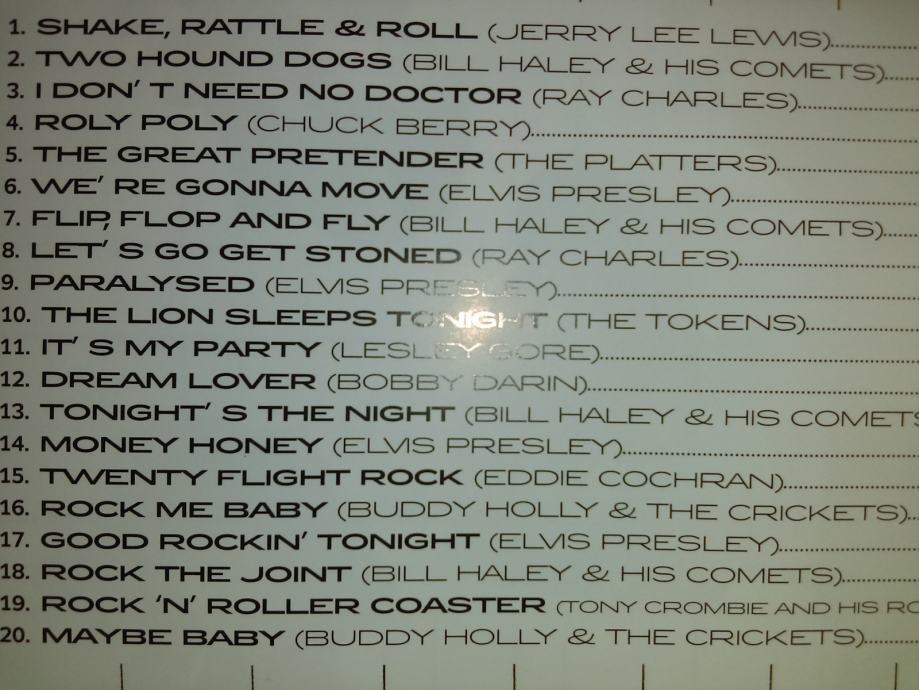 1. SHAKE, RATTLE & ROLL (JERRY LEE LEWIS)
2. TWO HOUND DOGS (BILL HALEY & HIS COMETS)
3. I DON' T NEED NO DOCTOR (RAY CHARLES)
4. ROLY POLY (CHUCK BERRY)
5. THE GREAT PRETENDER (THE PLATTERS)
6. WE' RE GONNA MOVE (ELVIS PRESLEY)
7. FLIP, FLOP AND FLY (BILL HALEY & HIS COMETS)
8. LET' S GO GET STONED (RAY CHARLES)
9. PARALYSED (ELVIS PRESLEY)
10. THE LION SLEEPS TONIGHT (THE TOKENS)
11. IT' S MY PARTY (LESLEY GORE)
12. DREAM LOVER (BOBBY DARIN)
13. TONIGHT' S THE NIGHT (BILL HALEY & HIS COMETS
14. MONEY HONEY (ELVIS PRESLEY)
15. TWENTY FLIGHT ROCK (EDDIE COCHRAN)
16. ROCK ME BABY (BUDDY HOLLY & THE CRICKETS)
17. GOOD ROCKIN' TONIGHT (ELVIS PRESLEY)
18. ROCK THE JOINT (BILL HALEY & HIS COMETS)
19. ROCK 'N' ROLLER COASTER (TONY CROMBIE AND HIS
20. MAYBE BABY (BUDDY HOLLY & THE CRICKETS)